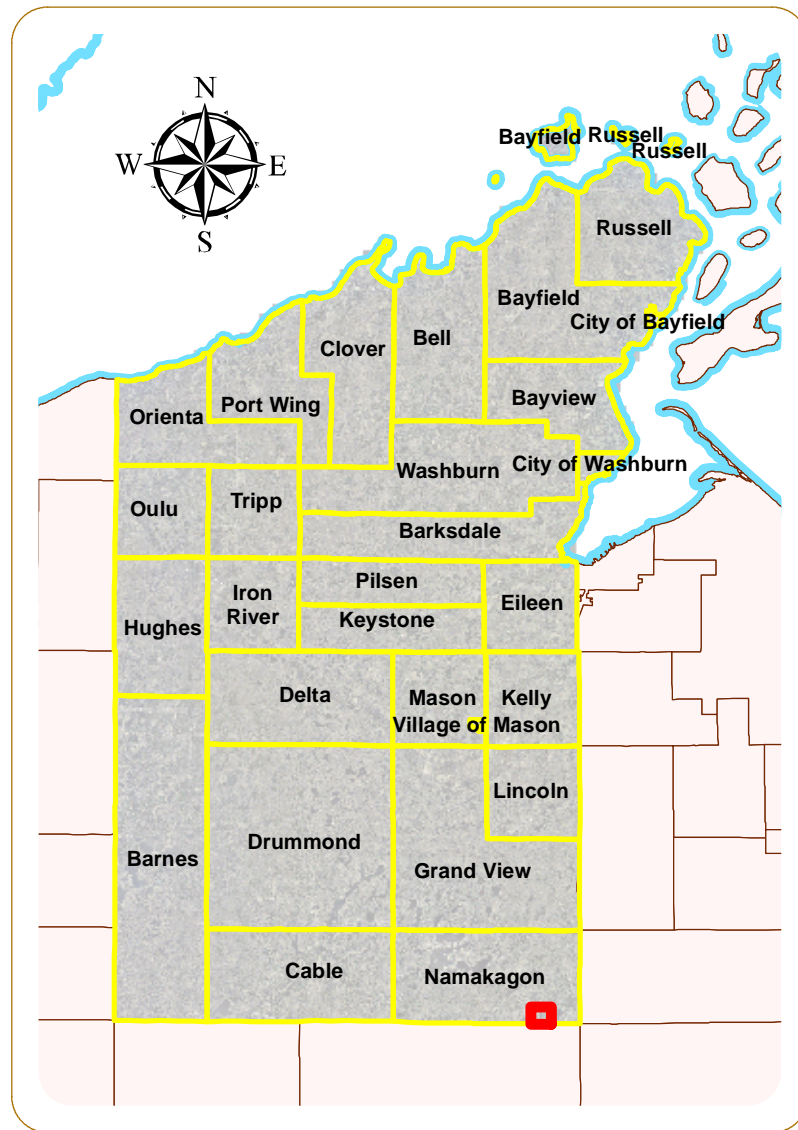 N
W E
S
Bayfield Russell
Russell
Russell
Bayfield
City of Bayfield
Clover
Bell
Bayview
Orienta
Port Wing
Washburn
City of Washburn
Oulu
Tripp
Barksdale
Pilsen
Iron
River
Eileen
Keystone
Hughes
Delta
Mason
Kelly
Village of
Mason
Lincoln
Drummond
Barnes
Grand View
Cable
Namakagon